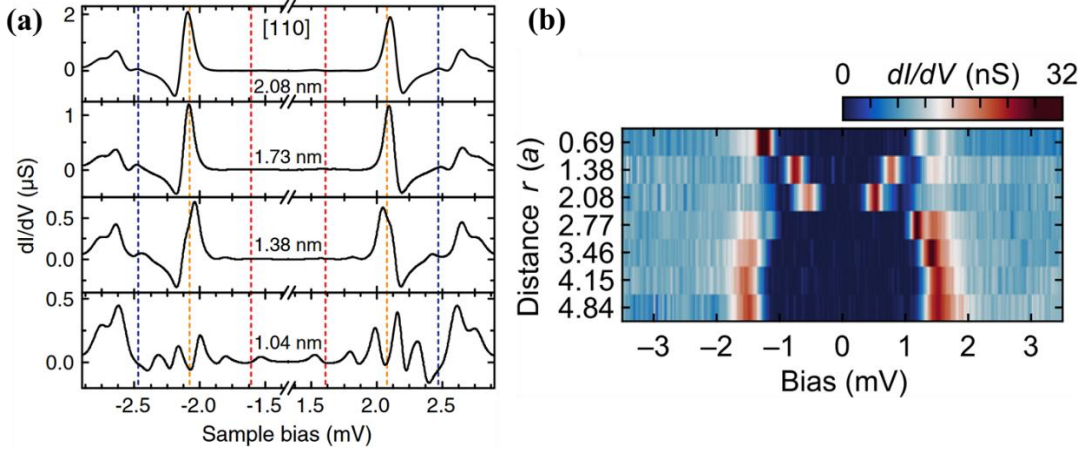 (a)
[110]
2
0
2.08 nm
1
0
1.73 nm
0.5
0.0
1.38 nm
0.5
0.0
1.04 nm
dI/dV (µS)
-2.5 -2.0 -1.5 2.0 2.5
Sample bias (mV)
(b)
0 dI/dV (nS) 32
0.69
1.38
2.08
2.77
3.46
4.15
4.84
Distance r (a)
−3 −2 −1 0 1 2 3
Bias (mV)